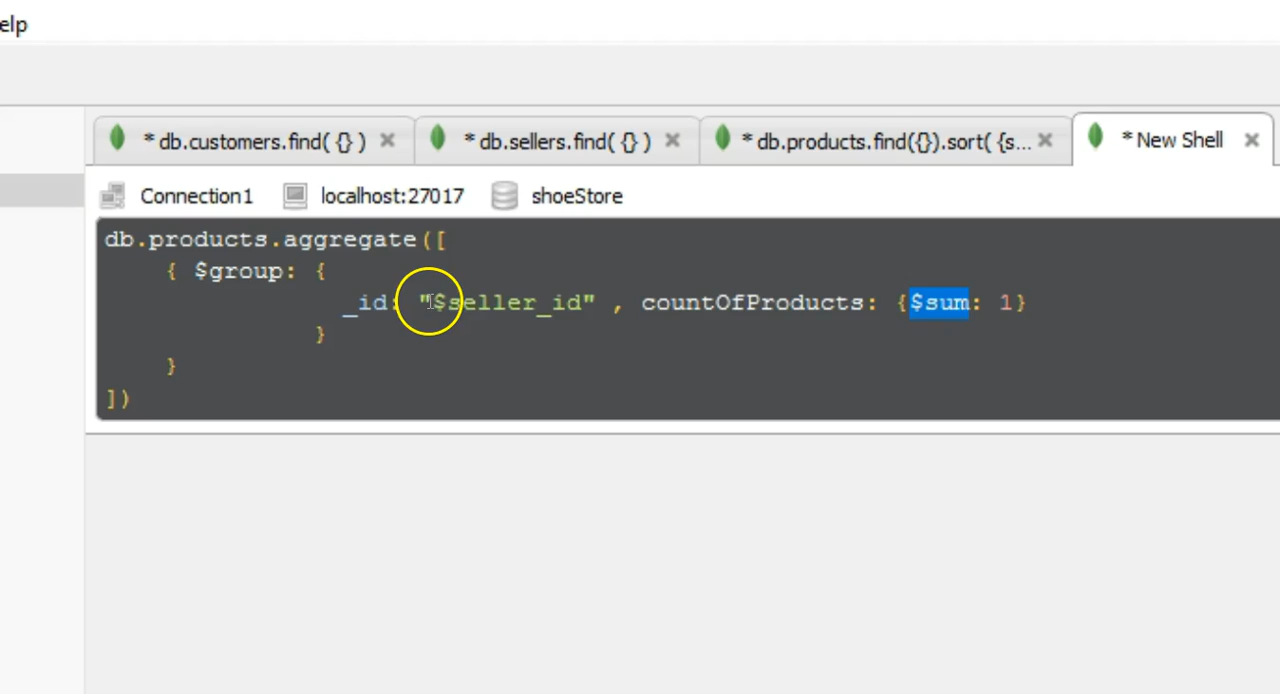 elp
* db.customers.find( {} )
* db.sellers.find( {} )
* db.products.find({}).sort( {s...
* New Shell
Connection1 localhost:27017 shoeStore
db.products.aggregate([
{ $group: {
_id: "$seller_id" , countOfProducts: {$sum: 1}
}
}
])